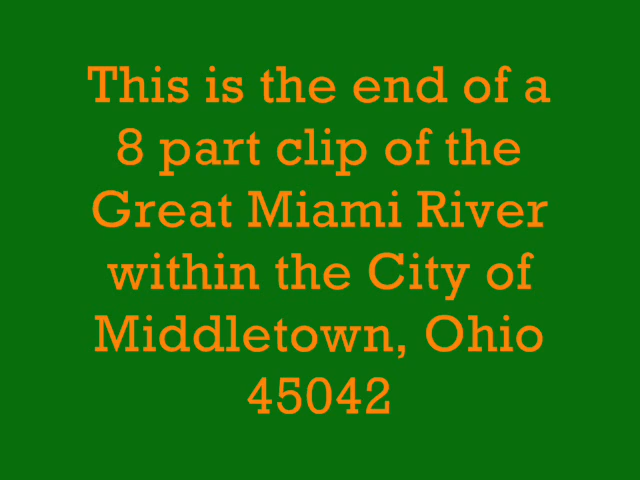 This is the end of a
8 part clip of the
Great Miami River
within the City of
Middletown, Ohio
45042